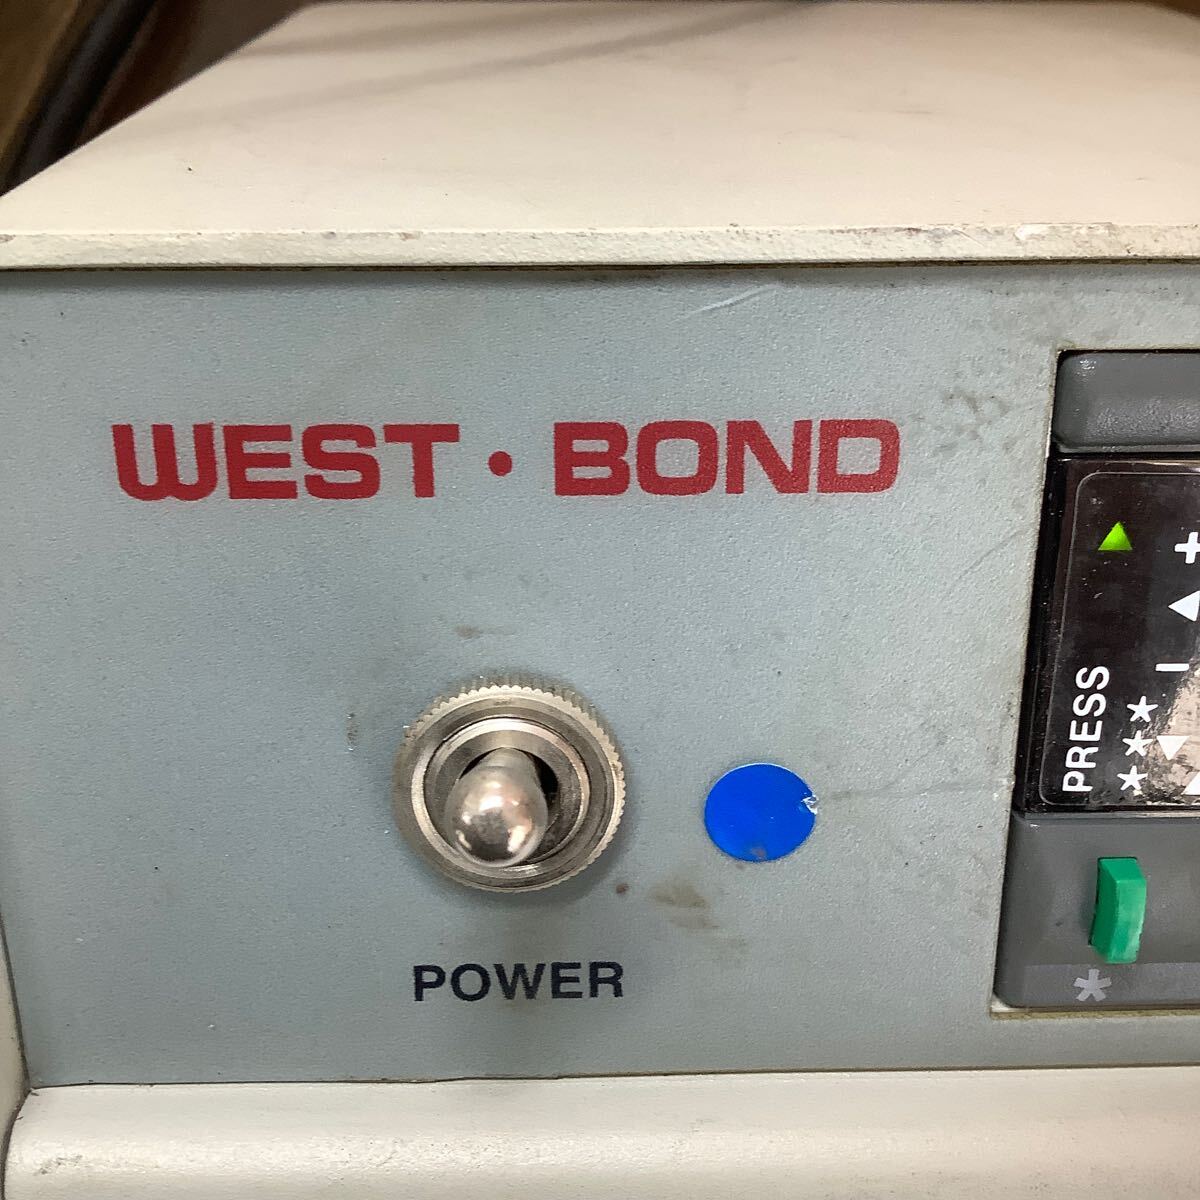 WEST · BOND
POWER
PRESS
* * *
+
−
*